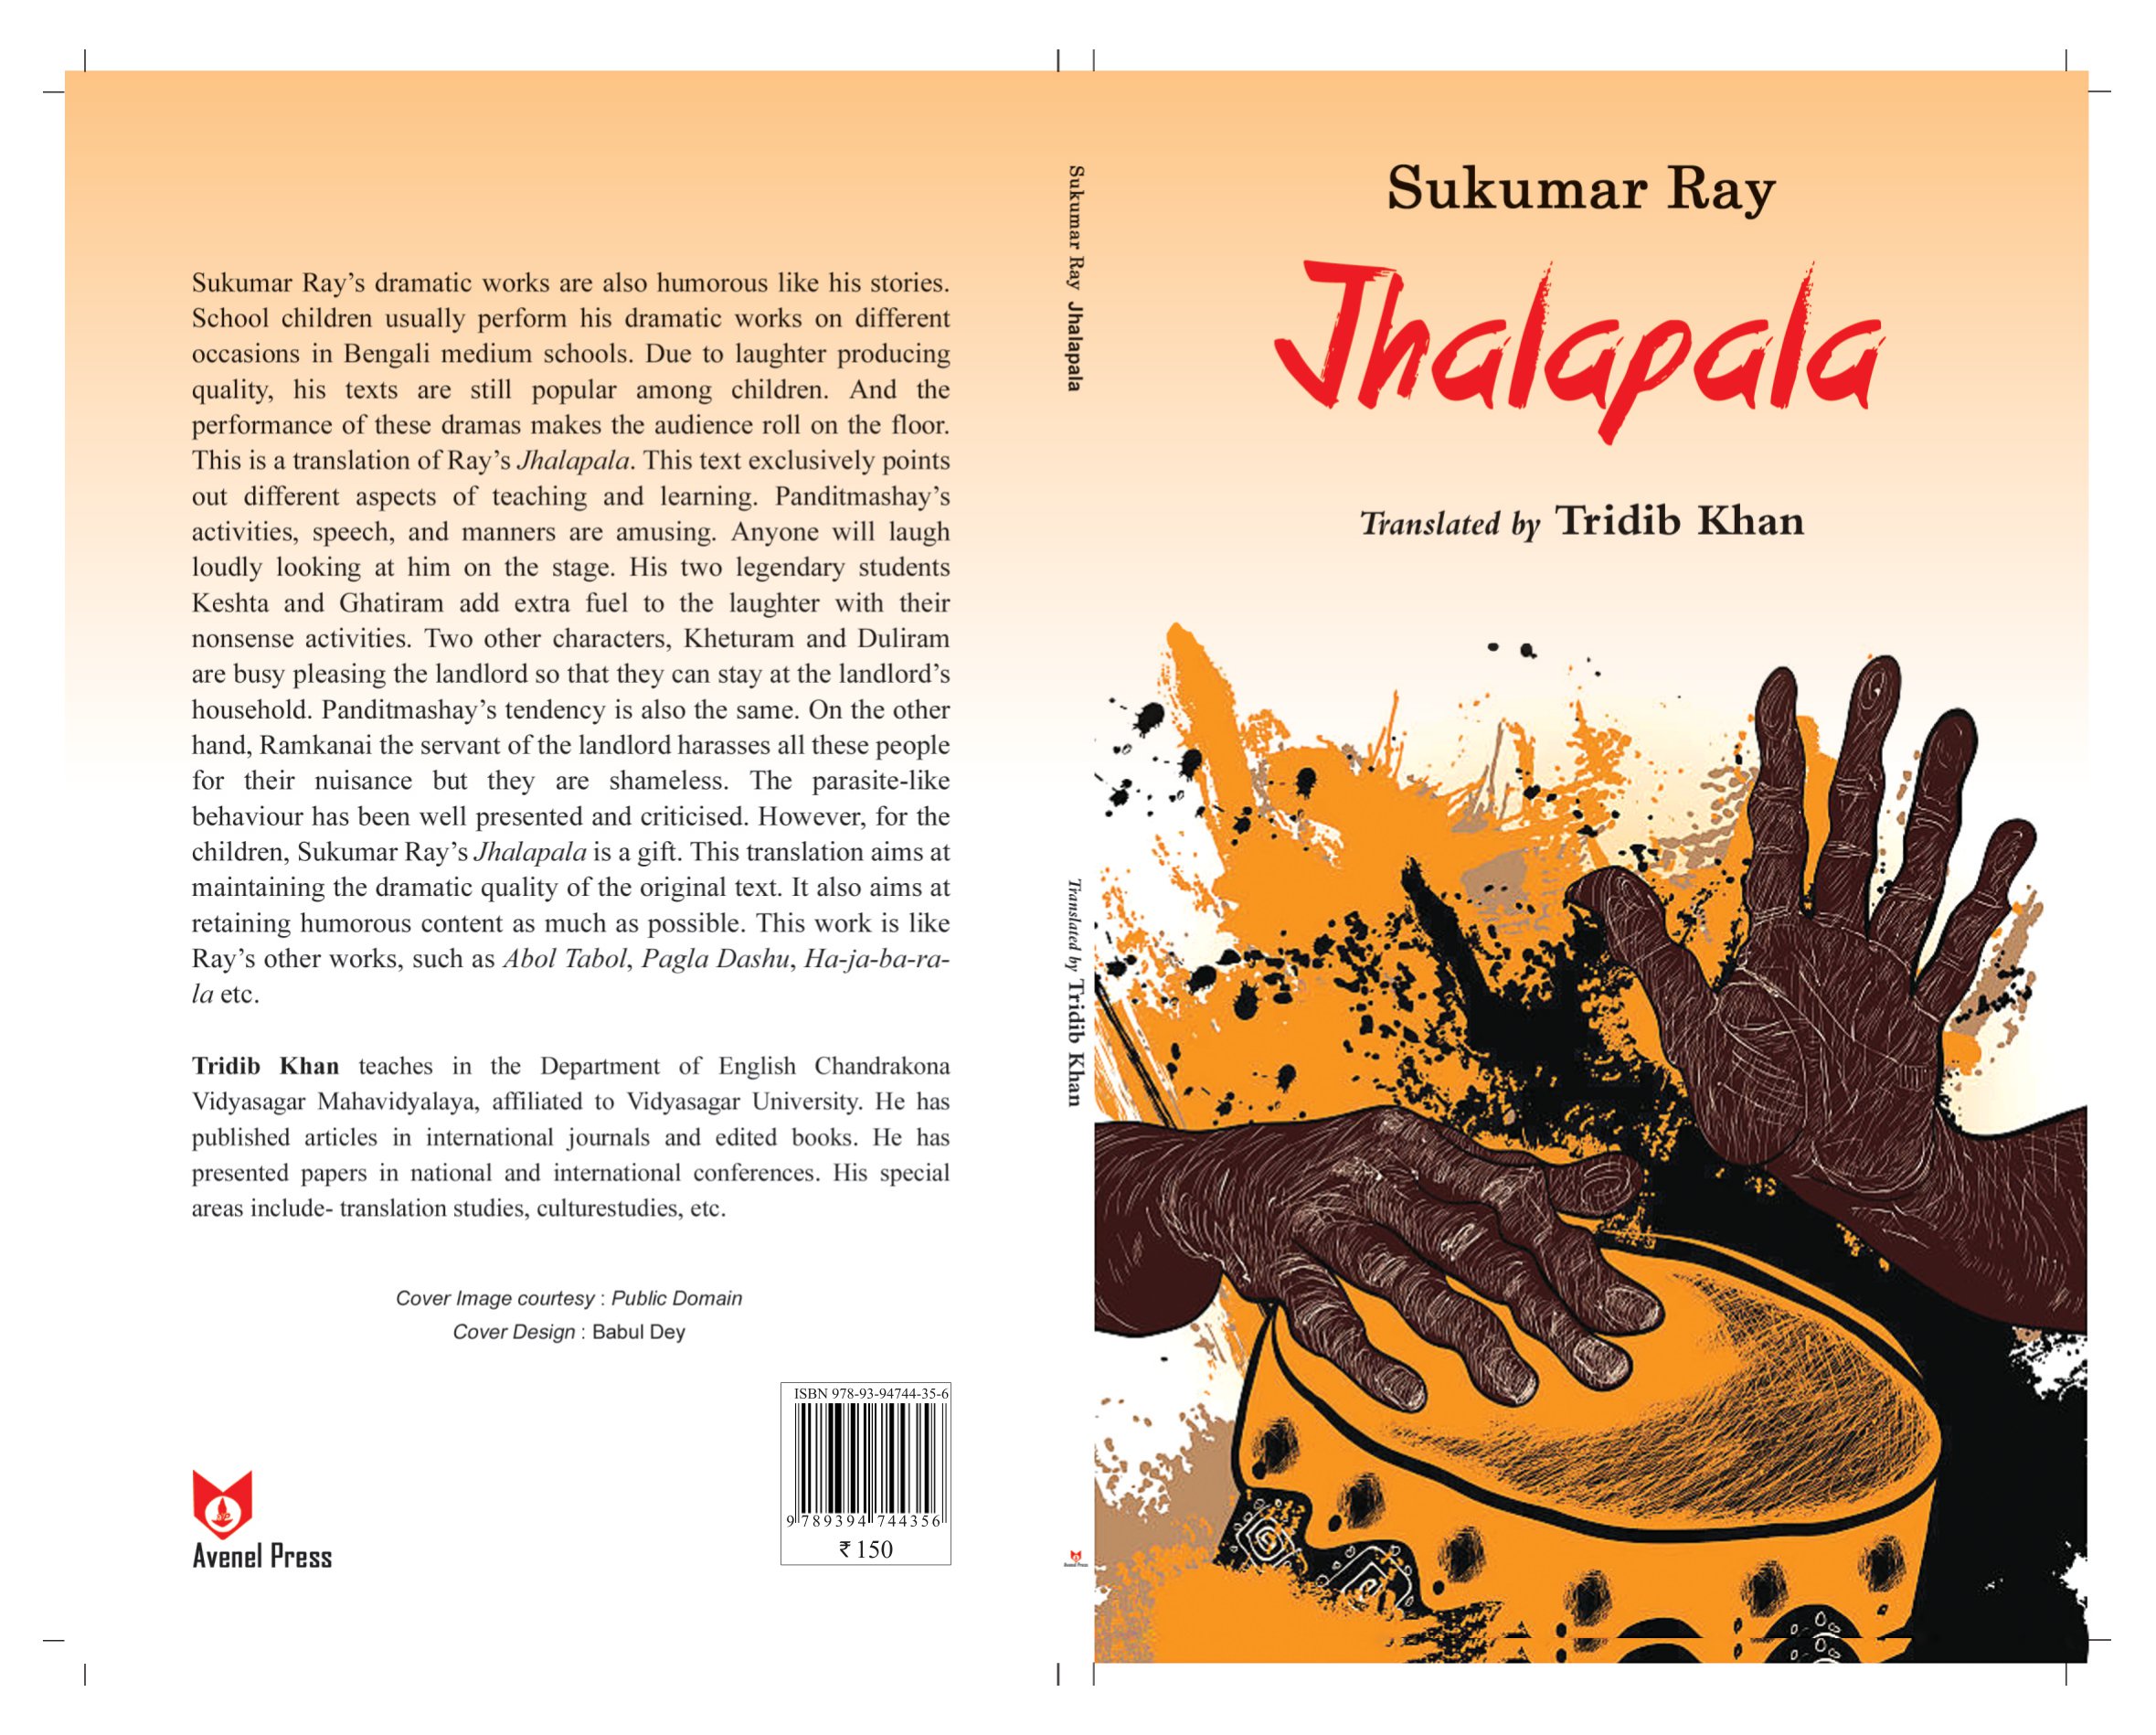 Sukumar Ray's dramatic works are also humorous like his stories.
School children usually perform his dramatic works on different
occasions in Bengali medium schools. Due to laughter producing
quality, his texts are still popular among children. And the
performance of these dramas makes the audience roll on the floor.
This is a translation of Ray's Jhalapala. This text exclusively points
out different aspects of teaching and learning. Panditmashay's
activities, speech, and manners are amusing. Anyone will laugh
loudly looking at him on the stage. His two legendary students
Keshta and Ghatiram add extra fuel to the laughter with their
nonsense activities. Two other characters, Kheturam and Duliram
are busy pleasing the landlord so that they can stay at the landlord's
household. Panditmashay's tendency is also the same. On the other
hand, Ramkanai the servant of the landlord harasses all these people
for their nuisance but they are shameless. The parasite-like
behaviour has been well presented and criticised. However, for the
children, Sukumar Ray's Jhalapala is a gift. This translation aims at
maintaining the dramatic quality of the original text. It also aims at
retaining humorous content as much as possible. This work is like
Ray's other works, such as Abol Tabol, Pagla Dashu, Ha-ja-ba-ra-
la etc.
Tridib Khan teaches in the Department of English Chandrakona
Vidyasagar Mahavidyalaya, affiliated to Vidyasagar University. He has
published articles in international journals and edited books. He has
presented papers in national and international conferences. His special
areas include- translation studies, culturestudies, etc.
Cover Image courtesy : Public Domain
Cover Design : Babul Dey
ISBN 978-93-94744-35-6
9 789394 744356
₹ 150
Avenel Press
Sukumar Ray Jhalapala
Translated by Tridib Khan
Avenel Press
Sukumar Ray
Jhalapala
Translated by Tridib Khan